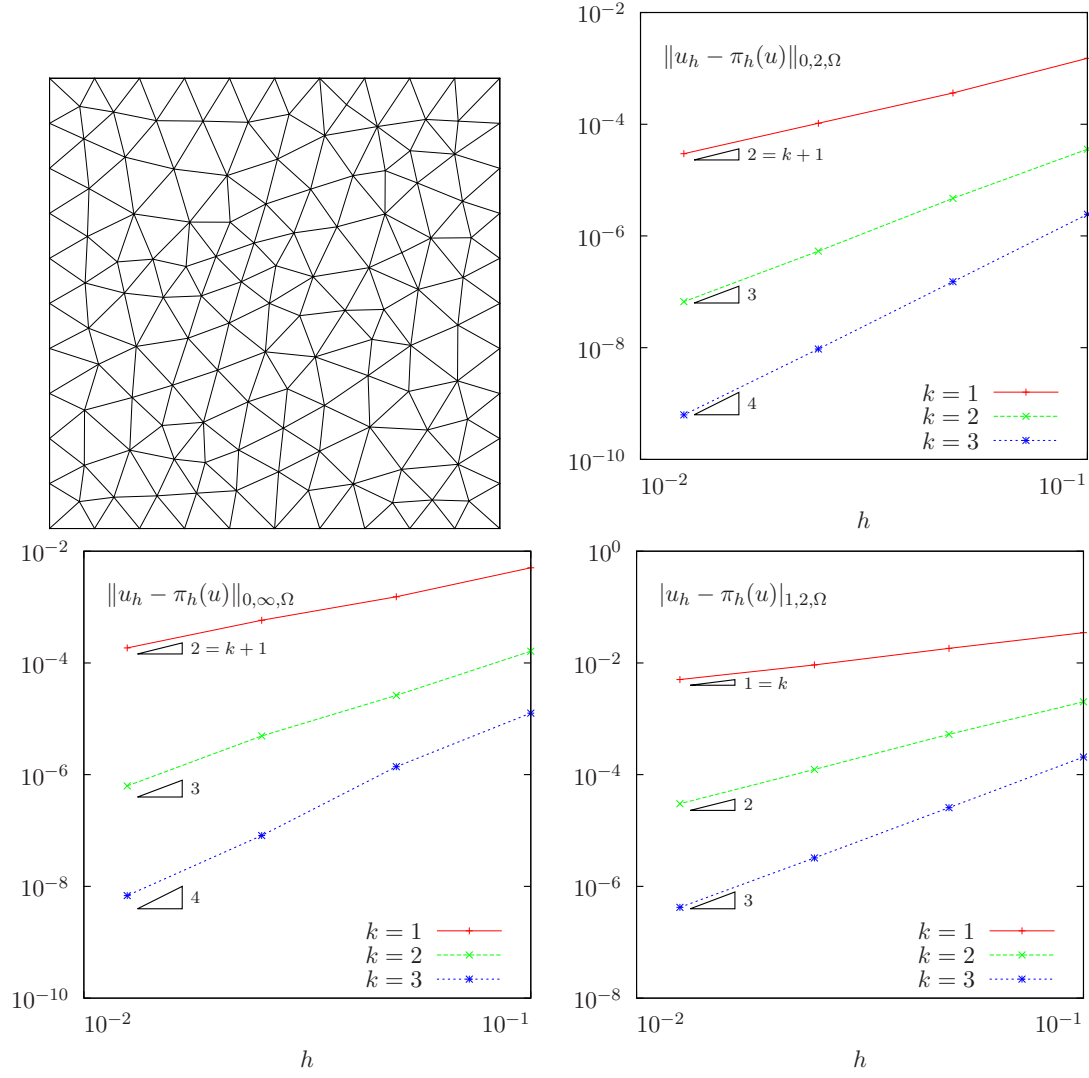 10⁻²
‖u_h − π_h(u)‖_{0,2,Ω}
10⁻⁴
2 = k + 1
10⁻⁶
3
10⁻⁸
4
k = 1
k = 2
k = 3
10⁻¹⁰
10⁻² 10⁻¹
h
10⁻²
‖u_h − π_h(u)‖_{0,∞,Ω}
2 = k + 1
10⁻⁴
3
10⁻⁶
10⁻⁸
4
k = 1
k = 2
k = 3
10⁻¹⁰
10⁻² 10⁻¹
h
10⁰
|u_h − π_h(u)|_{1,2,Ω}
10⁻²
1 = k
10⁻⁴
2
10⁻⁶
3
k = 1
k = 2
k = 3
10⁻⁸
10⁻² 10⁻¹
h